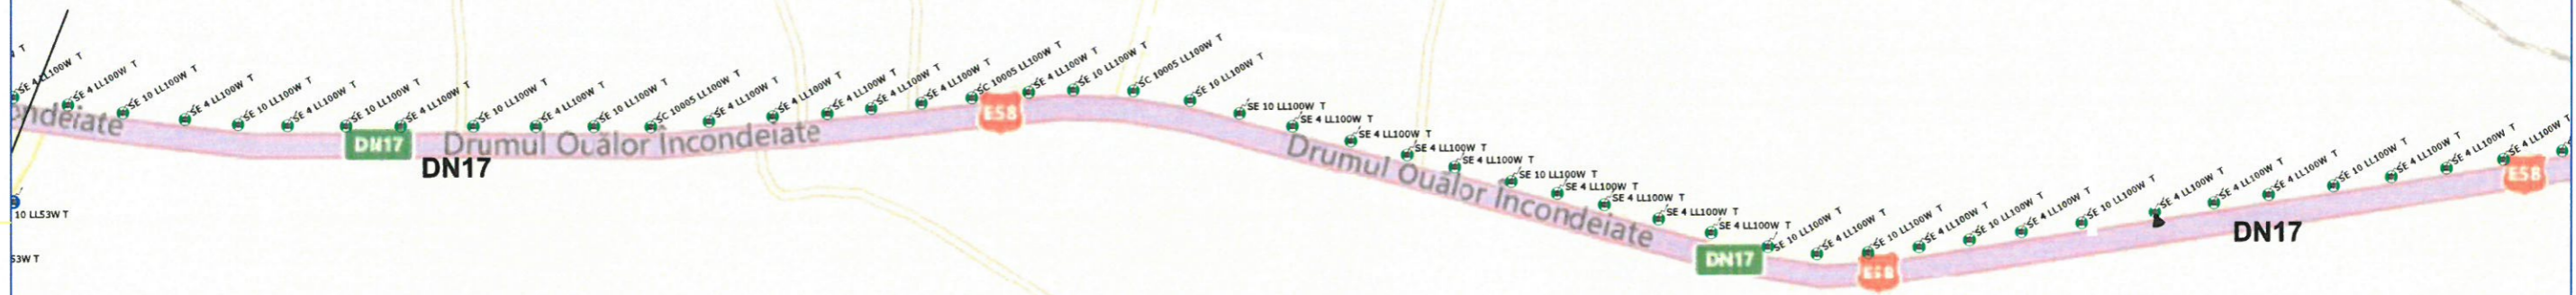 T
SE 4 LL100W T
SE 4 LL100W T
SE 10 LL100W T
SE 4 LL100W T
SE 10 LL100W T
SE 4 LL100W T
SE 10 LL100W T
SE 4 LL100W T
SE 10 LL100W T
SE 4 LL100W T
SE 10 LL100W T
SC 10005 LL100W T
SE 4 LL100W T
SE 4 LL100W T
SE 4 LL100W T
SE 4 LL100W T
SE 4 LL100W T
SC 10005 LL100W T
SE 4 LL100W T
SE 10 LL100W T
SC 10005 LL100W T
SE 10 LL100W T
SE 10 LL100W T
SE 4 LL100W T
SE 4 LL100W T
SE 4 LL100W T
SE 4 LL100W T
SE 10 LL100W T
SE 4 LL100W T
SE 4 LL100W T
SE 4 LL100W T
SE 4 LL100W T
SE 10 LL100W T
SE 4 LL100W T
SE 10 LL100W T
SE 4 LL100W T
SE 10 LL100W T
SE 4 LL100W T
SE 10 LL100W T
SE 4 LL100W T
SE 4 LL100W T
SE 4 LL100W T
SE 10 LL100W T
SE 4 LL100W T
SE 4 LL100W T
SE 4 LL100W T
ondeiate
DN17
Drumul Ouălor Încondeiate
DN17
E58
Drumul Ouălor Încondeiate
DN17
E58
DN17
E58
10 LL53W T
53W T